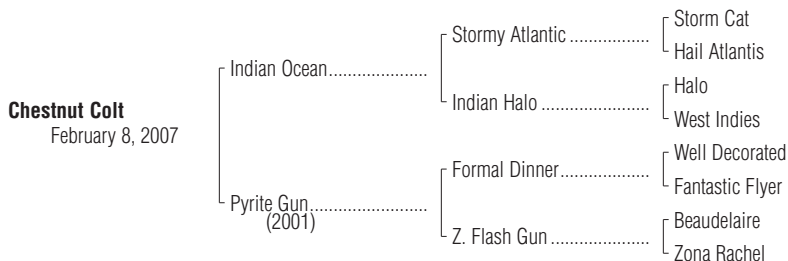 Storm Cat
Stormy Atlantic ..................
Hail Atlantis
Indian Ocean......................
Halo
Indian Halo ........................
West Indies
Chestnut Colt
February 8, 2007
Well Decorated
Formal Dinner....................
Fantastic Flyer
Pyrite Gun..........................
(2001)
Beaudelaire
Z. Flash Gun ......................
Zona Rachel